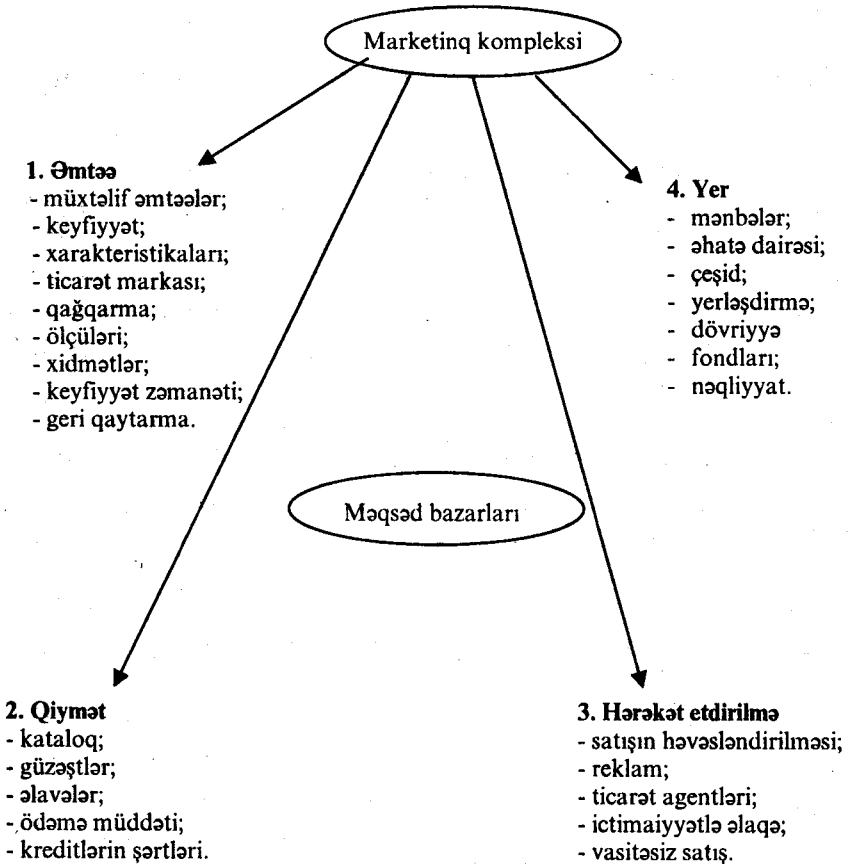 Marketinq kompleksi
1. Əmtəə
- müxtəlif əmtəələr;
- keyfiyyət;
- xarakteristikaları;
- ticarət markası;
- qağqarma;
- ölçüləri;
- xidmətlər;
- keyfiyyət zəmanəti;
- geri qaytarma.
4. Yer
- mənbələr;
- əhatə dairəsi;
- çeşid;
- yerləşdirmə;
- dövriyyə
- fondları;
- nəqliyyat.
Məqsəd bazarları
2. Qiymət
- kataloq;
- güzəştlər;
- əlavələr;
- ödəmə müddəti;
- kreditlərin şərtləri.
3. Hərəkət etdirilmə
- satışın həvəsləndirilməsi;
- reklam;
- ticarət agentləri;
- ictimaiyyətlə əlaqə;
- vasitəsiz satış.